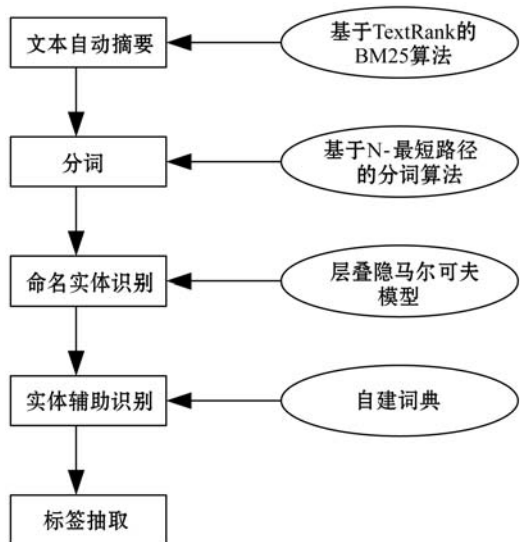 文本自动摘要
基于TextRank的
BM25算法
分词
基于N-最短路径
的分词算法
命名实体识别
层叠隐马尔可夫
模型
实体辅助识别
自建词典
标签抽取